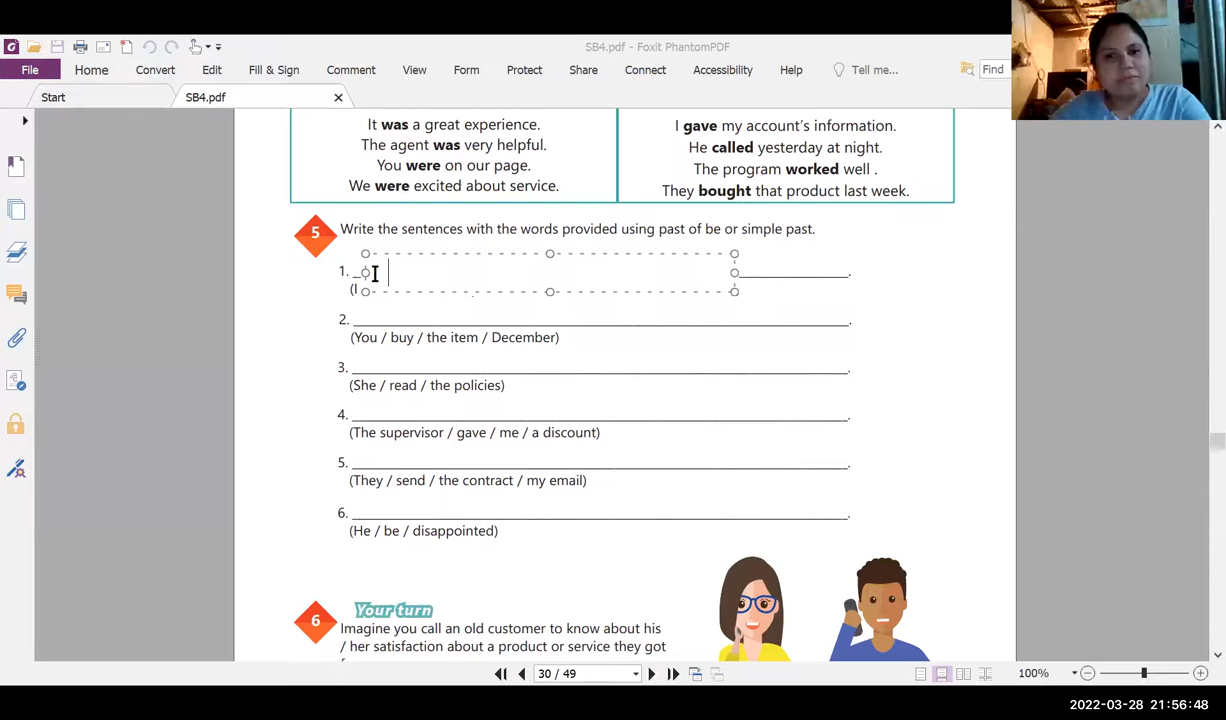 SB4.pdf - Foxit PhantomPDF
File Home Convert Edit Fill & Sign Comment View Form Protect Share Connect Accessibility Help Tell me... Find
Start SB4.pdf
It was a great experience.
The agent was very helpful.
You were on our page.
We were excited about service.
I gave my account's information.
He called yesterday at night.
The program worked well .
They bought that product last week.
5 Write the sentences with the words provided using past of be or simple past.
1. _ .
(I
2. .
(You / buy / the item / December)
3. .
(She / read / the policies)
4. .
(The supervisor / gave / me / a discount)
5. .
(They / send / the contract / my email)
6. .
(He / be / disappointed)
6 Your turn
Imagine you call an old customer to know about his
/ her satisfaction about a product or service they got
30 / 49 100%
2022-03-28 21:56:48